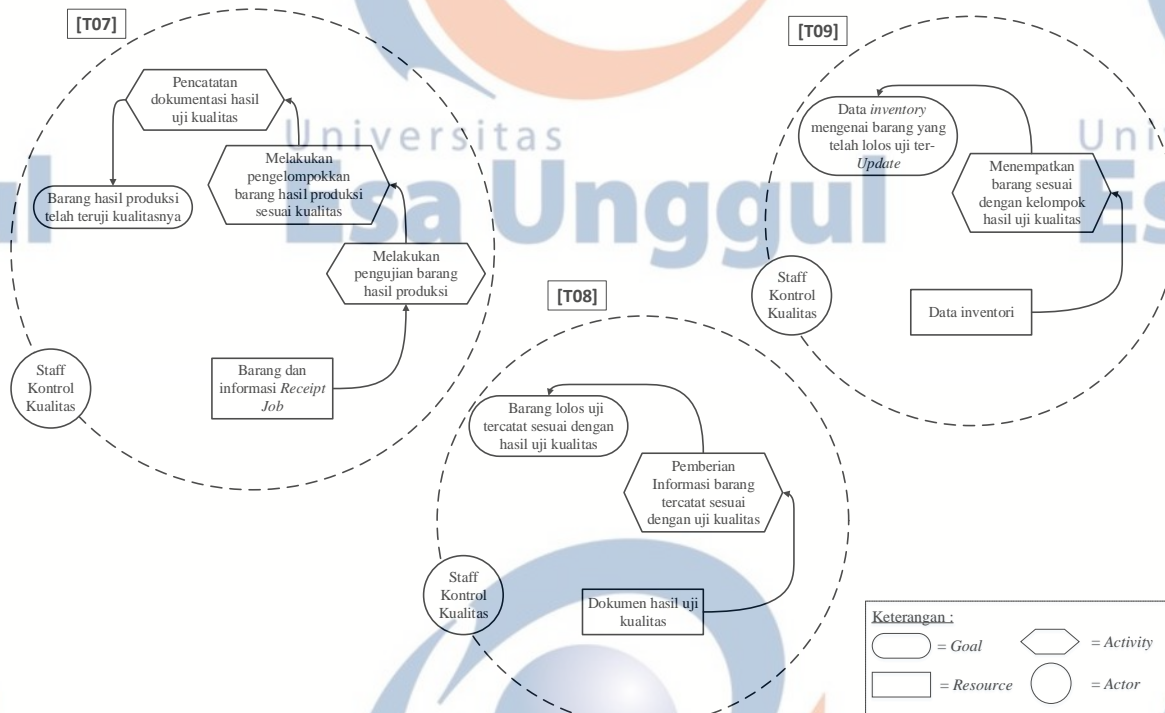 [T07]
Pencatatan
dokumentasi hasil
uji kualitas
Melakukan
pengelompokkan
barang hasil produksi
sesuai kualitas
Barang hasil produksi
telah teruji kualitasnya
Melakukan
pengujian barang
hasil produksi
Barang dan
informasi Receipt
Job
Staff
Kontrol
Kualitas
[T09]
Data inventory
mengenai barang yang
telah lolos uji ter-
Update
Menempatkan
barang sesuai
dengan kelompok
hasil uji kualitas
Staff
Kontrol
Kualitas
Data inventori
[T08]
Barang lolos uji
tercatat sesuai dengan
hasil uji kualitas
Pemberian
Informasi barang
tercatat sesuai
dengan uji kualitas
Staff
Kontrol
Kualitas
Dokumen hasil uji
kualitas
Keterangan :
= Goal
= Activity
= Resource
= Actor
Universitas
Esa Unggul
ul
Uni
Es